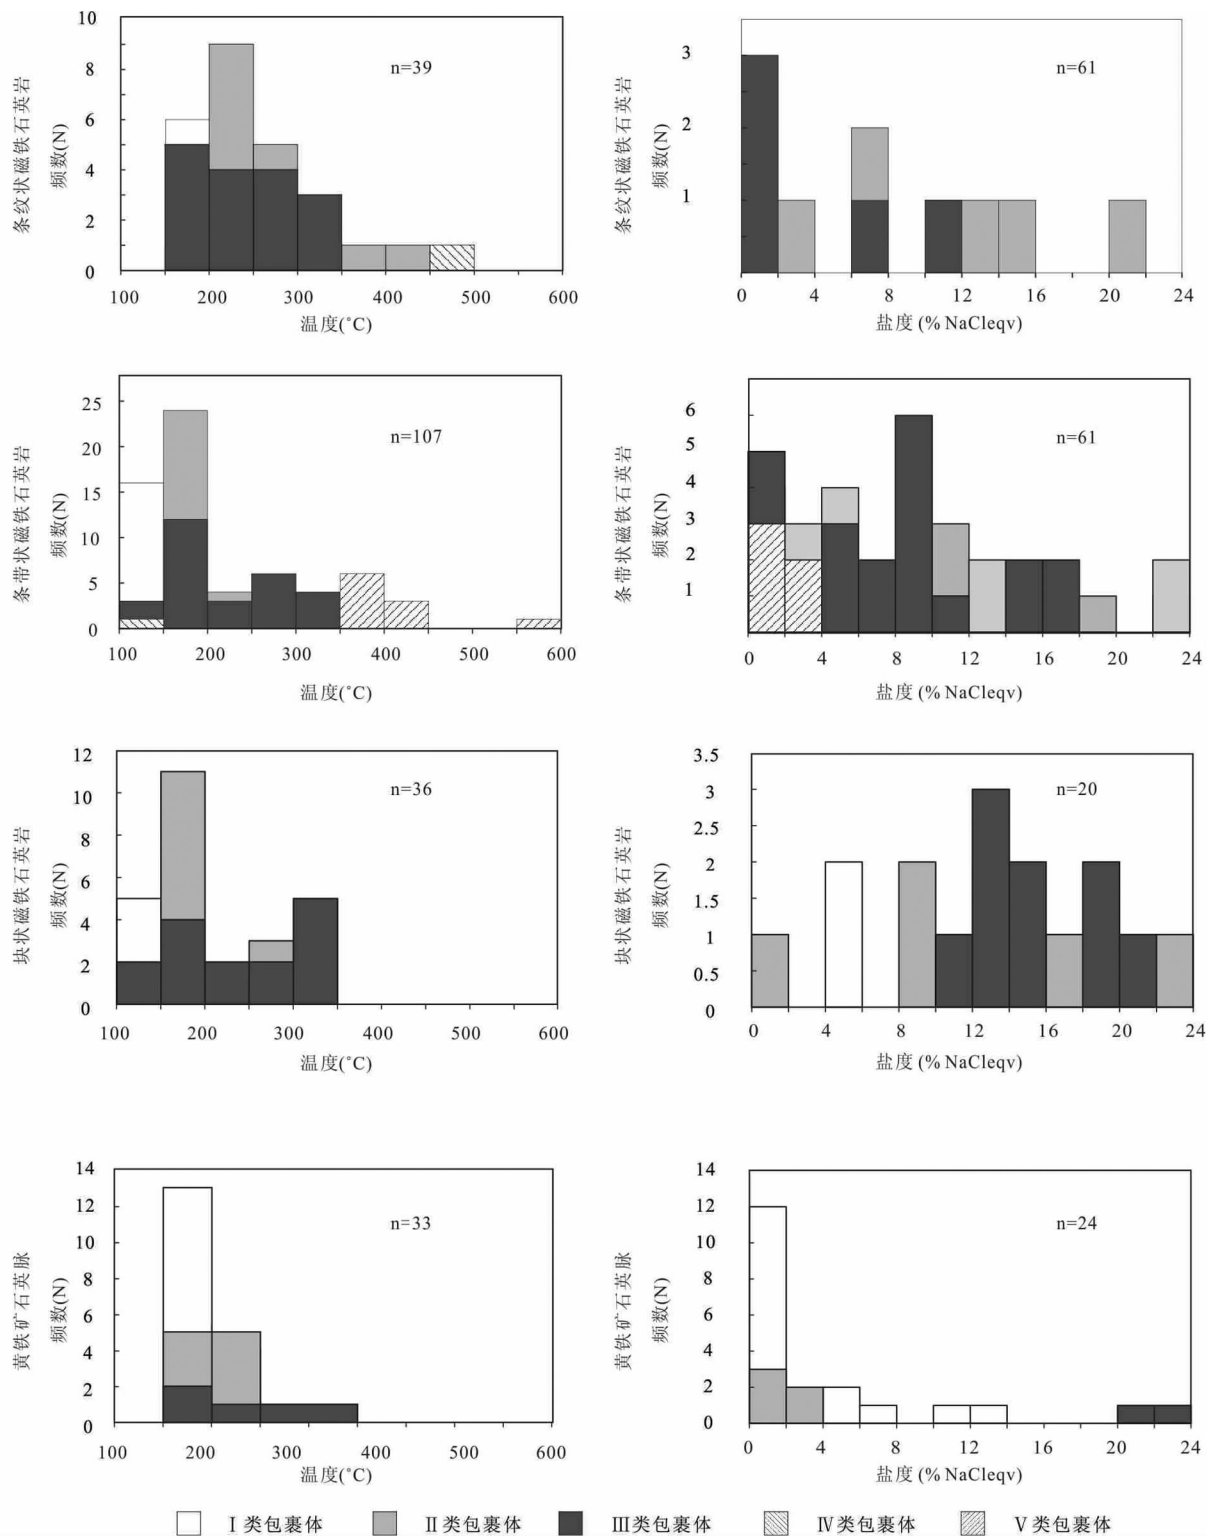 条纹状磁铁石英岩
频数(N)
10
8
6
4
2
0
n=39
100 200 300 400 500 600
温度(°C)
条纹状磁铁石英岩
频数(N)
3
2
1
n=61
0 4 8 12 16 20 24
盐度 (% NaCleqv)
条带状磁铁石英岩
频数(N)
25
20
15
10
5
0
n=107
100 200 300 400 500 600
温度(°C)
条带状磁铁石英岩
频数(N)
6
5
4
3
2
1
n=61
0 4 8 12 16 20 24
盐度 (% NaCleqv)
块状磁铁石英岩
频数(N)
12
10
8
6
4
2
0
n=36
100 200 300 400 500 600
温度(°C)
块状磁铁石英岩
频数(N)
3.5
3
2.5
2
1.5
1
0.5
0
n=20
0 4 8 12 16 20 24
盐度 (% NaCleqv)
黄铁矿石英脉
频数(N)
14
12
10
8
6
4
2
0
n=33
100 200 300 400 500 600
温度(°C)
黄铁矿石英脉
频数(N)
14
12
10
8
6
4
2
0
n=24
0 4 8 12 16 20 24
盐度 (% NaCleqv)
Ⅰ类包裹体 Ⅱ类包裹体 Ⅲ类包裹体 Ⅳ类包裹体 Ⅴ类包裹体